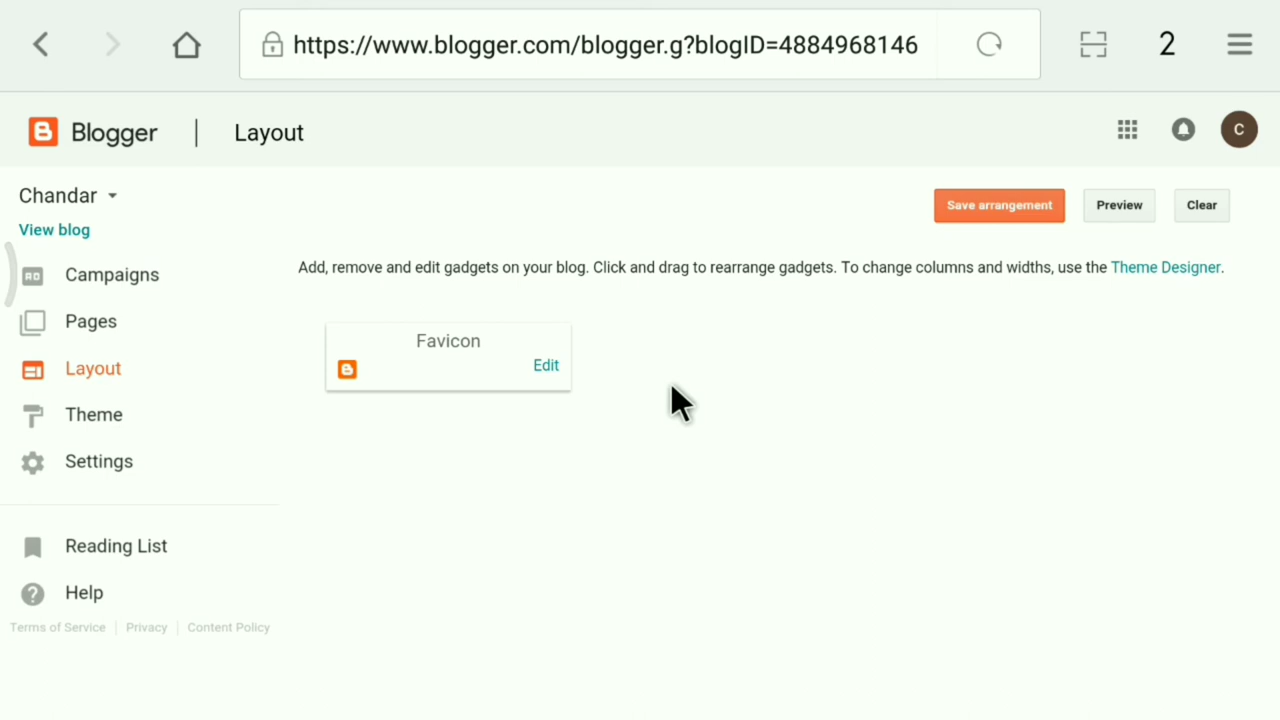 https://www.blogger.com/blogger.g?blogID=4884968146
2
Blogger | Layout
C
Chandar
View blog
Save arrangement Preview Clear
Add, remove and edit gadgets on your blog. Click and drag to rearrange gadgets. To change columns and widths, use the Theme Designer.
AD Campaigns
Pages
Layout
Theme
Settings
Favicon
Edit
Reading List
Help
Terms of Service | Privacy | Content Policy